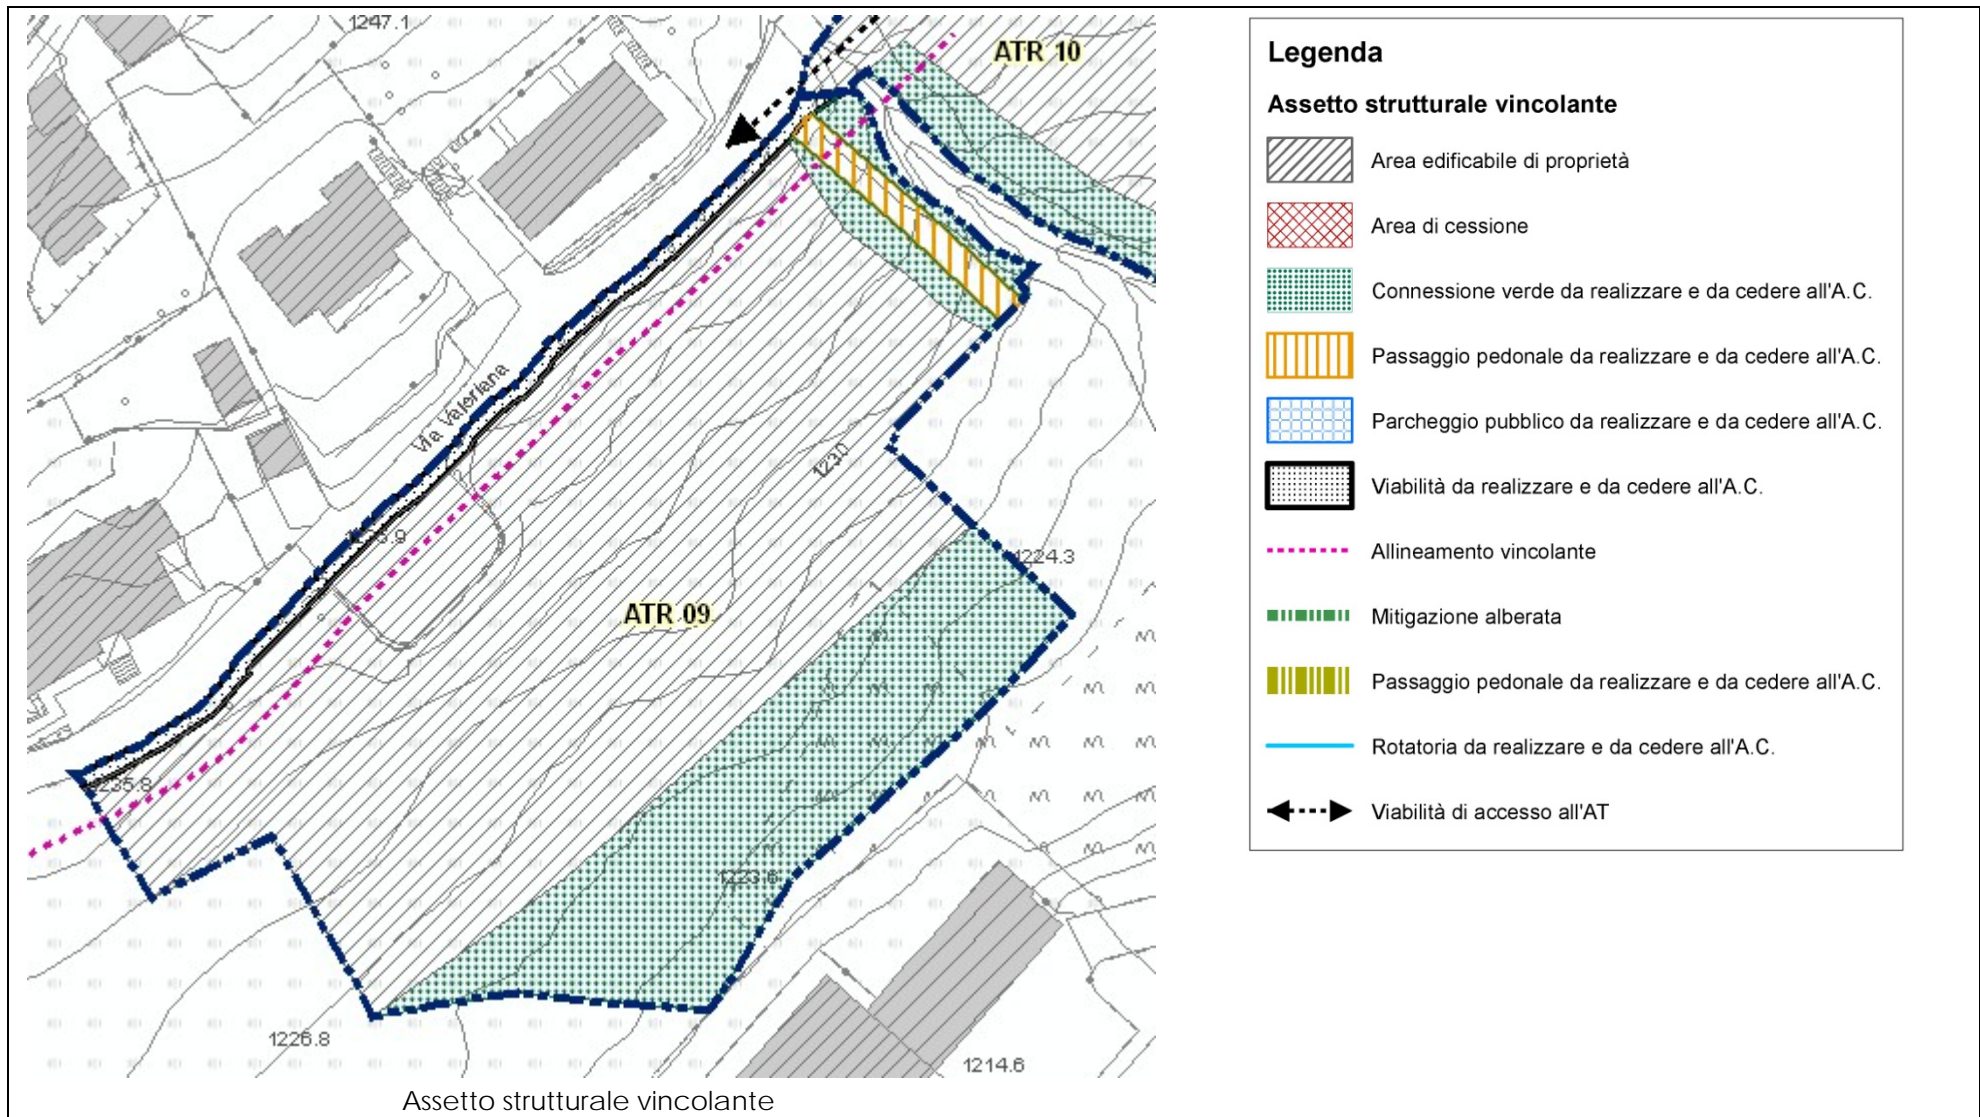 1247.1
ATR 10
Via Valeriana
1230
1224.3
ATR 09
1235.8
1223.6
1226.8
1214.6
Assetto strutturale vincolante
Legenda
Assetto strutturale vincolante
Area edificabile di proprietà
Area di cessione
Connessione verde da realizzare e da cedere all'A.C.
Passaggio pedonale da realizzare e da cedere all'A.C.
Parcheggio pubblico da realizzare e da cedere all'A.C.
Viabilità da realizzare e da cedere all'A.C.
Allineamento vincolante
Mitigazione alberata
Passaggio pedonale da realizzare e da cedere all'A.C.
Rotatoria da realizzare e da cedere all'A.C.
Viabilità di accesso all'AT